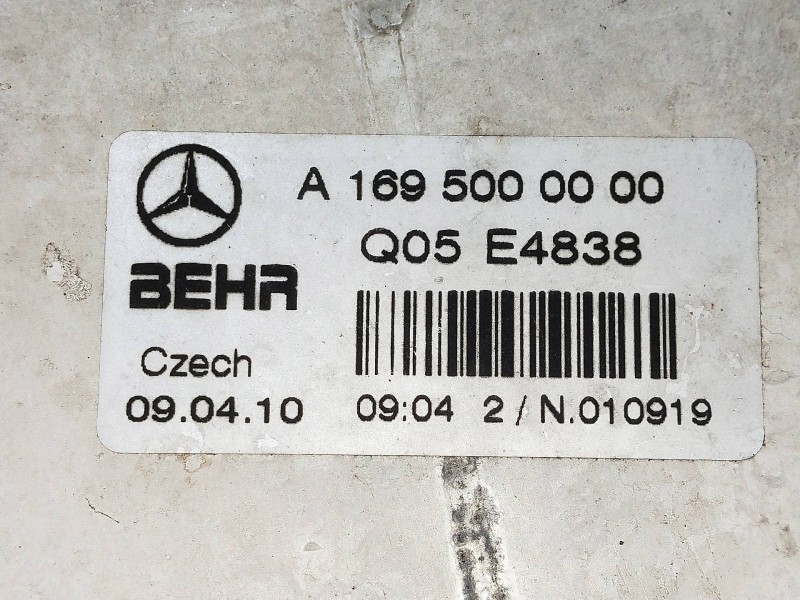 A 169 500 00 00
Q05 E4838
BEHR
Czech
09.04.10 09:04 2 / N.010919